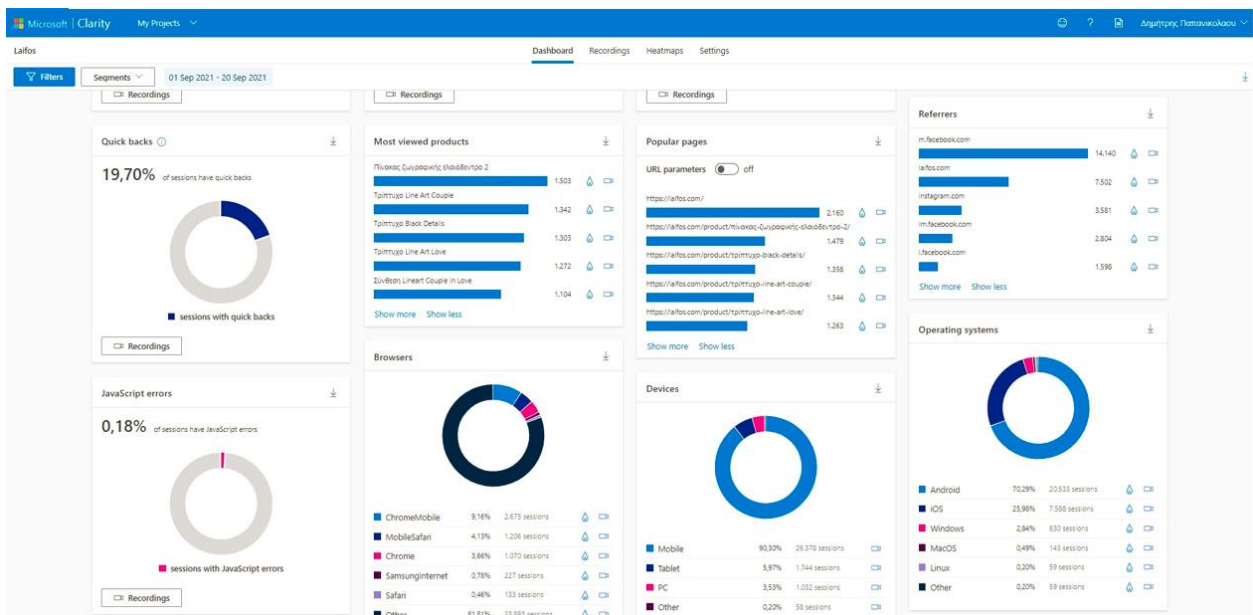 Microsoft | Clarity My Projects Δημήτρης Παπανικολαου
Laifos Dashboard Recordings Heatmaps Settings
Filters Segments 01 Sep 2021 - 20 Sep 2021
Recordings Recordings Recordings
Quick backs
19,70% of sessions have quick backs
sessions with quick backs
Recordings
JavaScript errors
0,18% of sessions have JavaScript errors
sessions with JavaScript errors
Recordings
Most viewed products
Πίνακας ζωγραφικής ελαιόδεντρο 2
1.503
Τρίπτυχο Line Art Couple
1.342
Τρίπτυχο Black Details
1.303
Τρίπτυχο Line Art Love
1.272
Σύνθεση Lineart Couple in Love
1.104
Show more Show less
Browsers
ChromeMobile 9,16% 2.675 sessions
MobileSafari 4,13% 1.206 sessions
Chrome 3,66% 1.070 sessions
SamsungInternet 0,78% 227 sessions
Safari 0,46% 133 sessions
Other 81,81% 23.893 sessions
Popular pages
URL parameters off
https://laifos.com/
2.160
https://laifos.com/product/πίνακας-ζωγραφικής-ελαιόδεντρο-2/
1.479
https://laifos.com/product/τρίπτυχο-black-details/
1.358
https://laifos.com/product/τρίπτυχο-line-art-couple/
1.344
https://laifos.com/product/τρίπτυχο-line-art-love/
1.263
Show more Show less
Devices
Mobile 90,30% 26.378 sessions
Tablet 5,97% 1.744 sessions
PC 3,53% 1.032 sessions
Other 0,20% 58 sessions
Referrers
m.facebook.com
14.140
laifos.com
7.502
instagram.com
3.581
lm.facebook.com
2.804
l.facebook.com
1.598
Show more Show less
Operating systems
Android 70,29% 20.533 sessions
iOS 25,98% 7.588 sessions
Windows 2,84% 830 sessions
MacOS 0,49% 143 sessions
Linux 0,20% 59 sessions
Other 0,20% 59 sessions